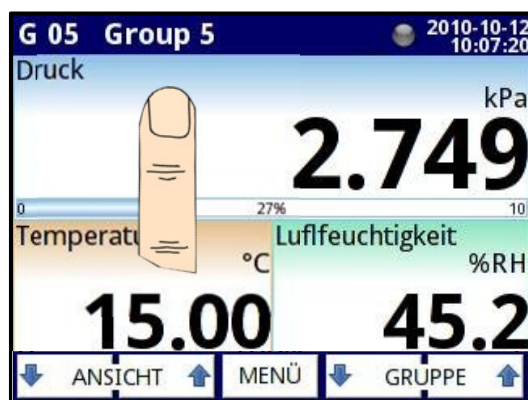 G 05 Group 5
2010-10-12
10:07:20
Druck
kPa
2.749
0 27% 10
Temperatu
°C
15.00
Luflfeuchtigkeit
%RH
45.2
ANSICHT MENÜ GRUPPE